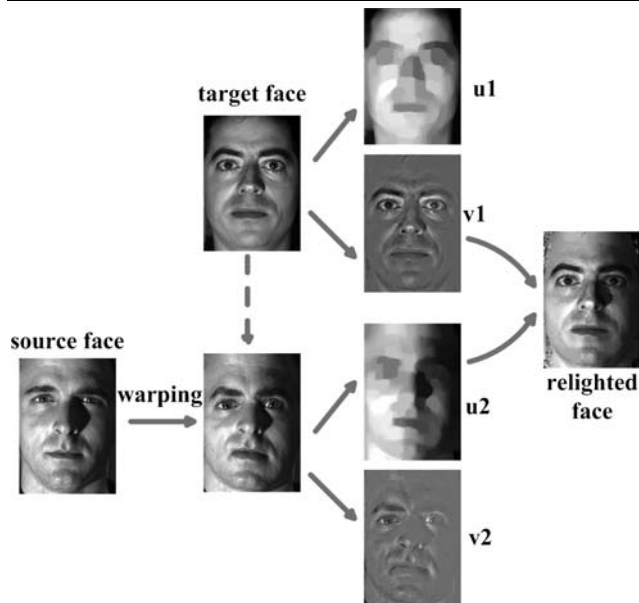 target face
u1
v1
source face
warping
u2
relighted
face
v2